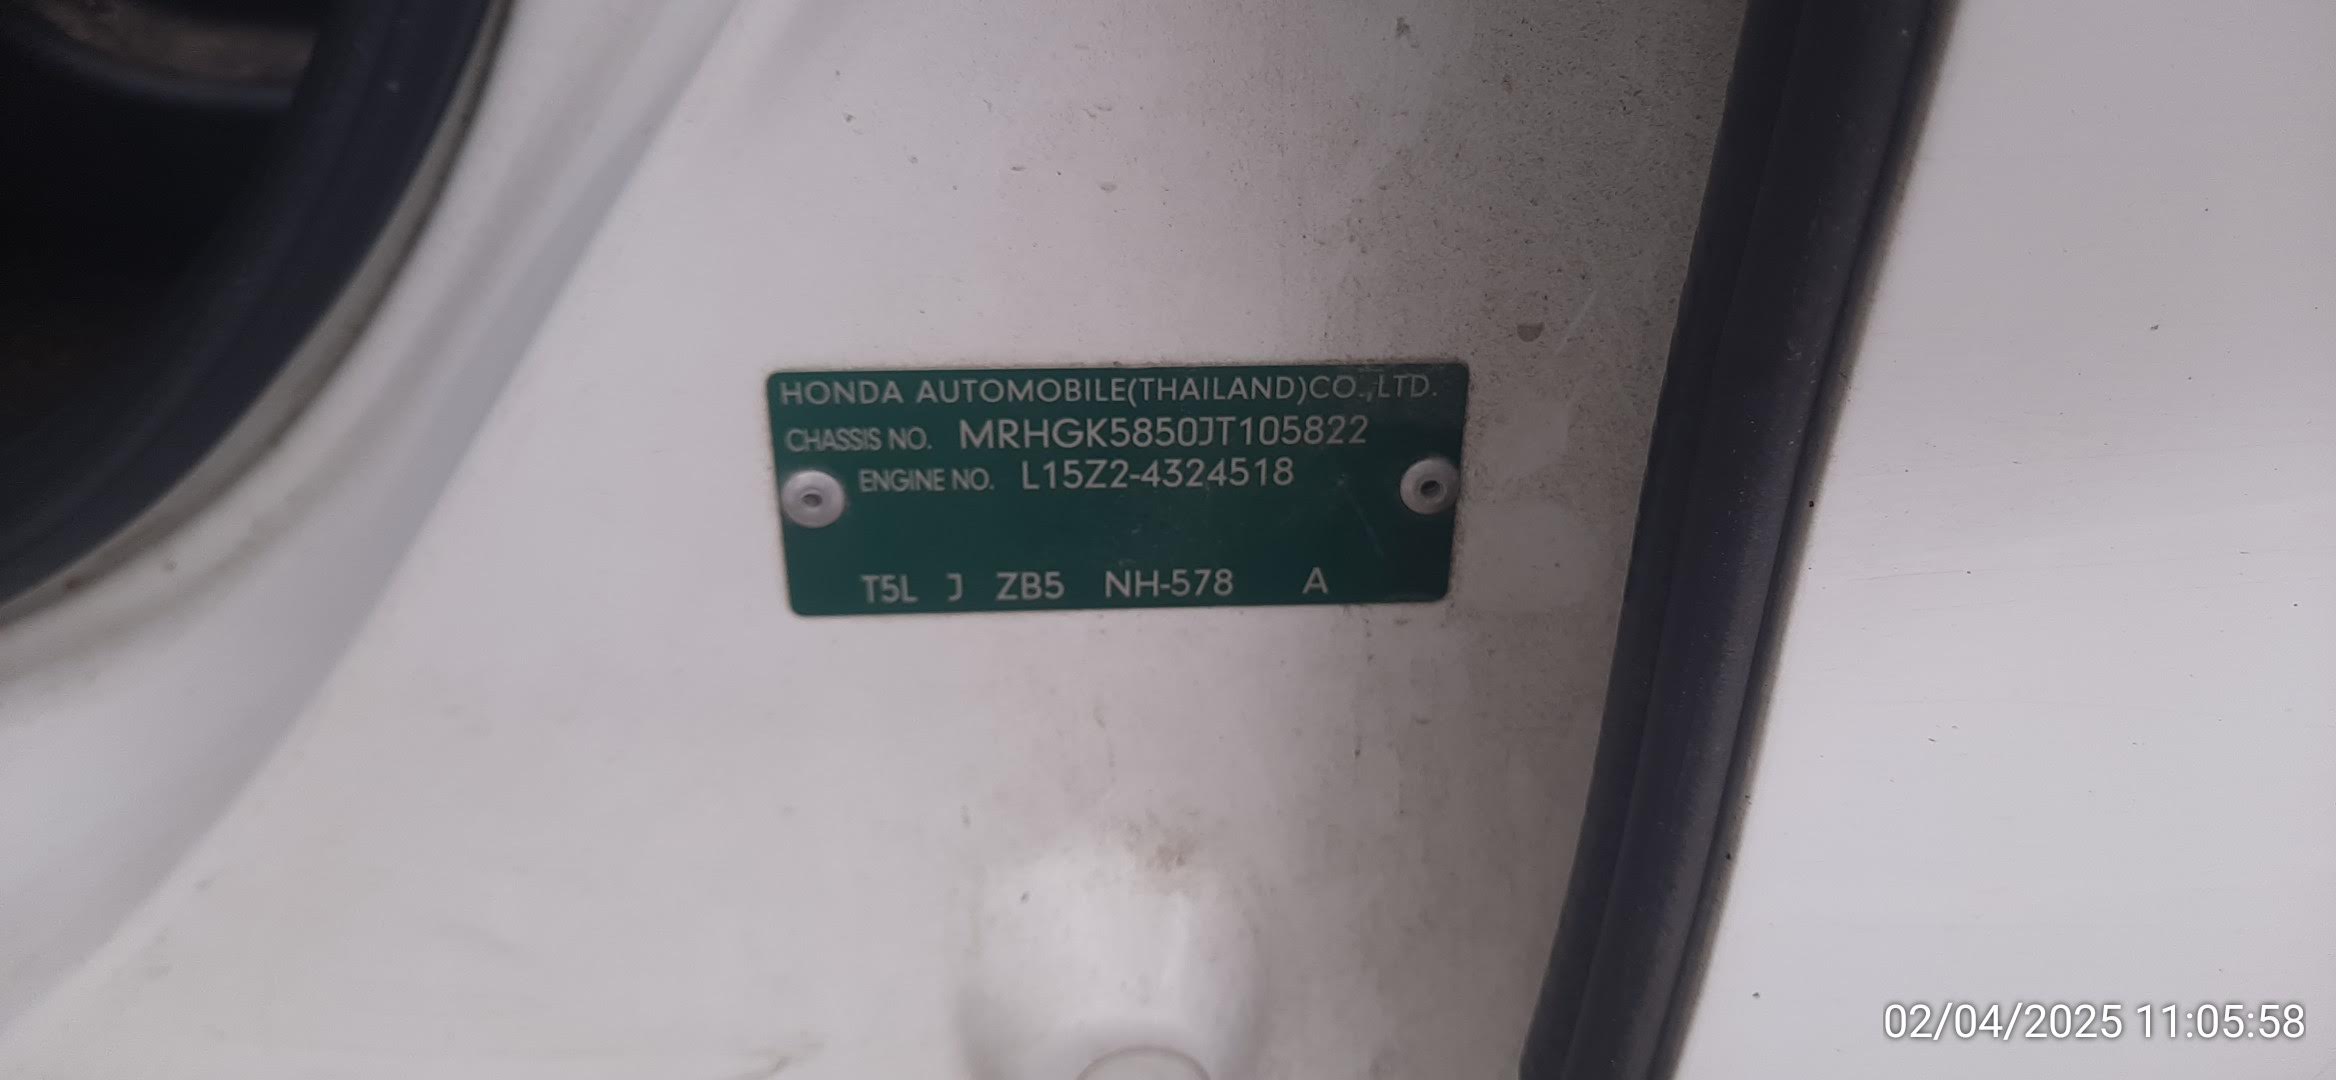 HONDA AUTOMOBILE(THAILAND)CO.,LTD.
CHASSIS NO. MRHGK5850JT105822
ENGINE NO. L15Z2-4324518
T5L J ZB5 NH-578 A
02/04/2025 11:05:58